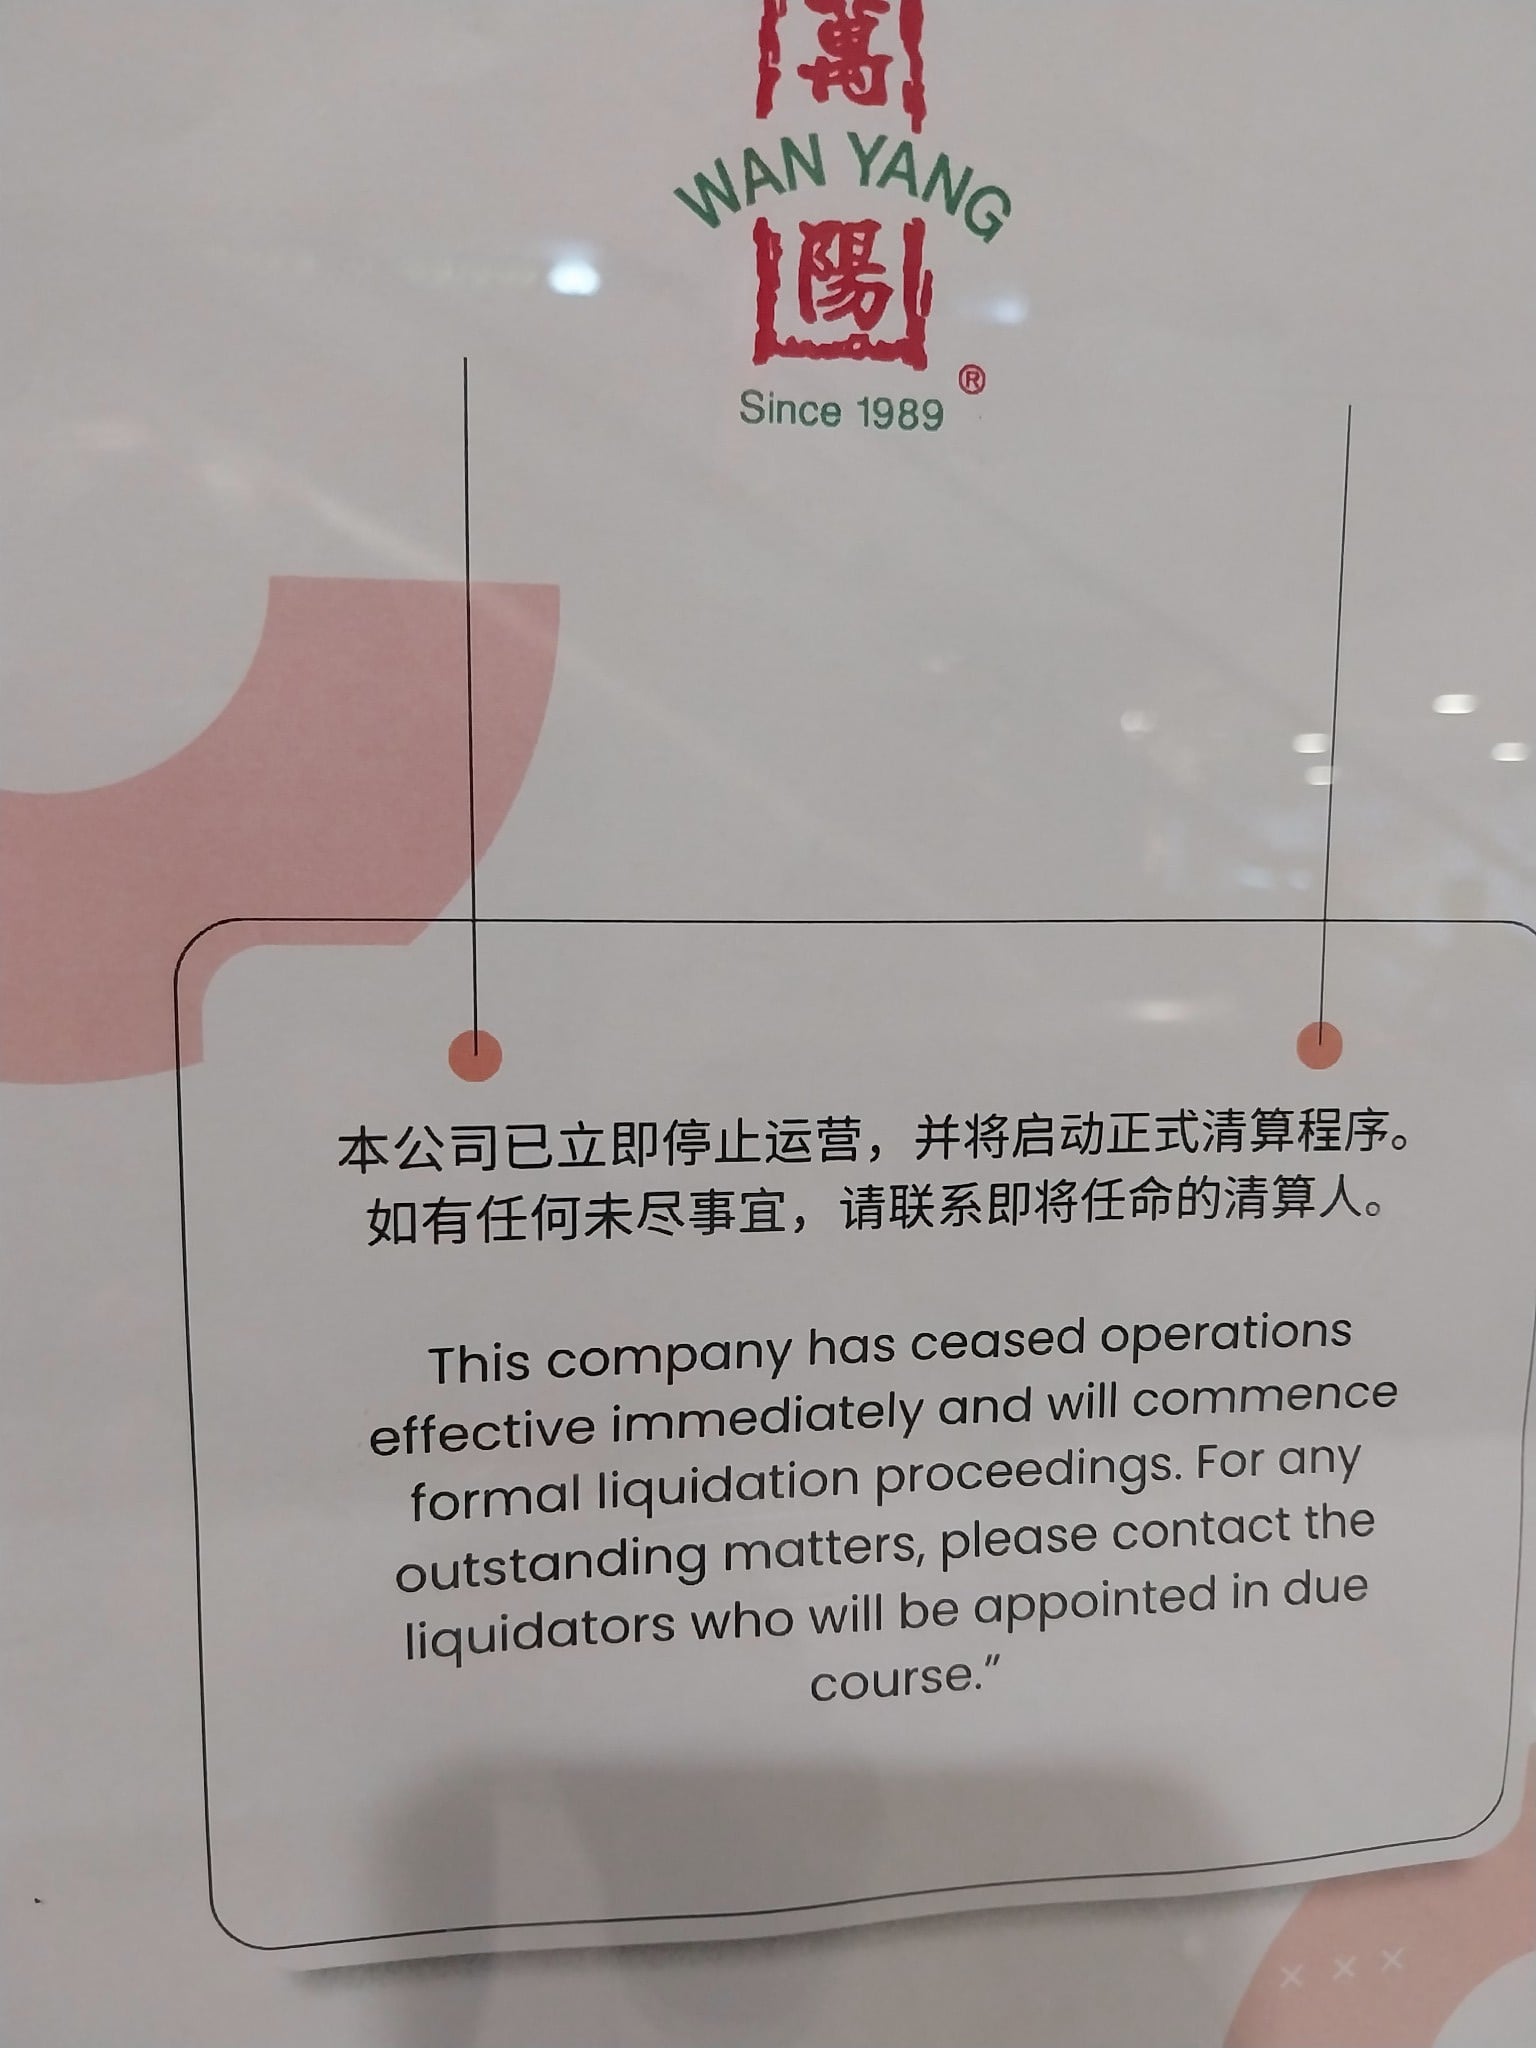 萬
WAN YANG
陽
®
Since 1989
本公司已立即停止运营，并将启动正式清算程序。
如有任何未尽事宜，请联系即将任命的清算人。
This company has ceased operations
effective immediately and will commence
formal liquidation proceedings. For any
outstanding matters, please contact the
liquidators who will be appointed in due
course.”